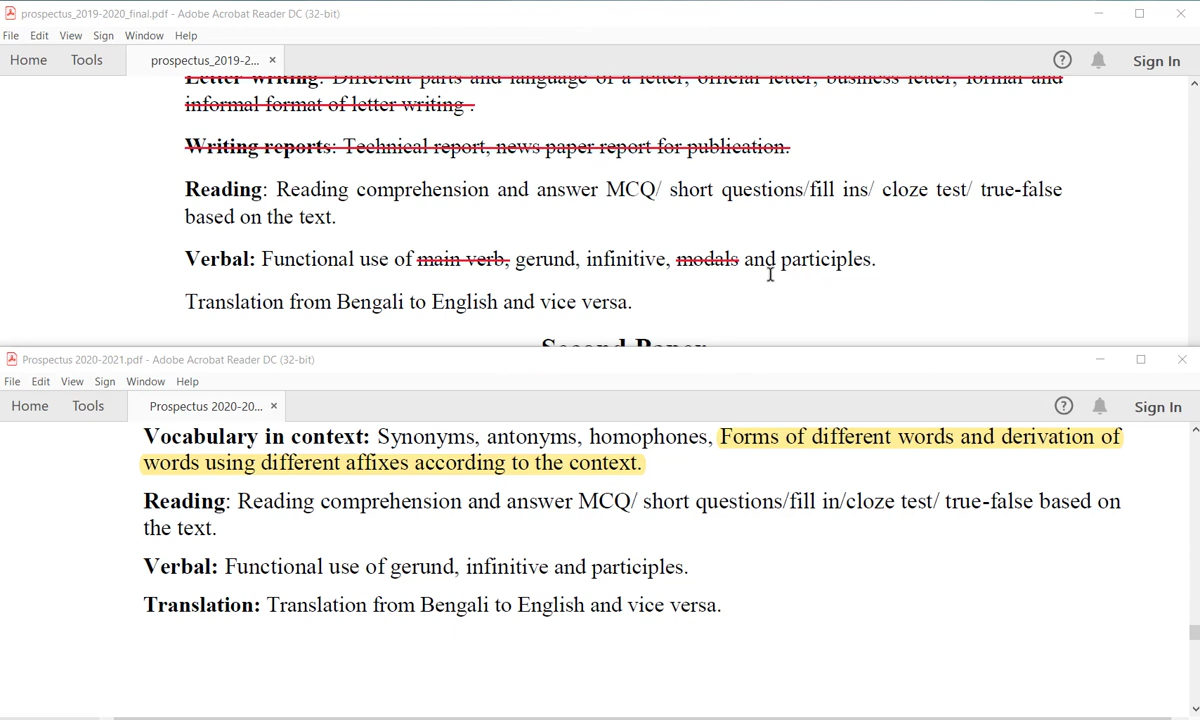 prospectus_2019-2020_final.pdf - Adobe Acrobat Reader DC (32-bit)
File Edit View Sign Window Help
Home Tools prospectus_2019-2... × Sign In
Letter writing: Different parts and language of a letter, official letter, business letter, formal and
informal format of letter writing .
Writing reports: Technical report, news paper report for publication.
Reading: Reading comprehension and answer MCQ/ short questions/fill ins/ cloze test/ true-false
based on the text.
Verbal: Functional use of main verb, gerund, infinitive, modals and participles.
Translation from Bengali to English and vice versa.
Second Paper
Prospectus 2020-2021.pdf - Adobe Acrobat Reader DC (32-bit)
File Edit View Sign Window Help
Home Tools Prospectus 2020-20... × Sign In
Vocabulary in context: Synonyms, antonyms, homophones, Forms of different words and derivation of
words using different affixes according to the context.
Reading: Reading comprehension and answer MCQ/ short questions/fill in/cloze test/ true-false based on
the text.
Verbal: Functional use of gerund, infinitive and participles.
Translation: Translation from Bengali to English and vice versa.